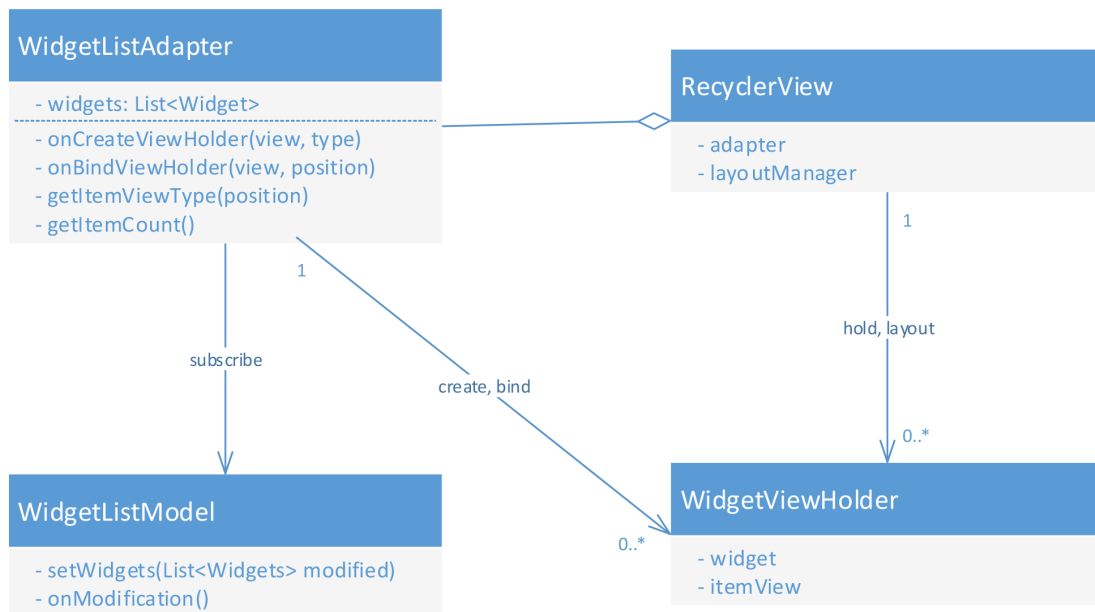 WidgetListAdapter
- widgets: List<Widget>
- onCreateViewHolder(view, type)
- onBindViewHolder(view, position)
- getItemViewType(position)
- getItemCount()
RecyclerView
- adapter
- layoutManager
1
1
subscribe
create, bind
hold, layout
0..*
0..*
WidgetListModel
- setWidgets(List<Widgets> modified)
- onModification()
WidgetViewHolder
- widget
- itemView